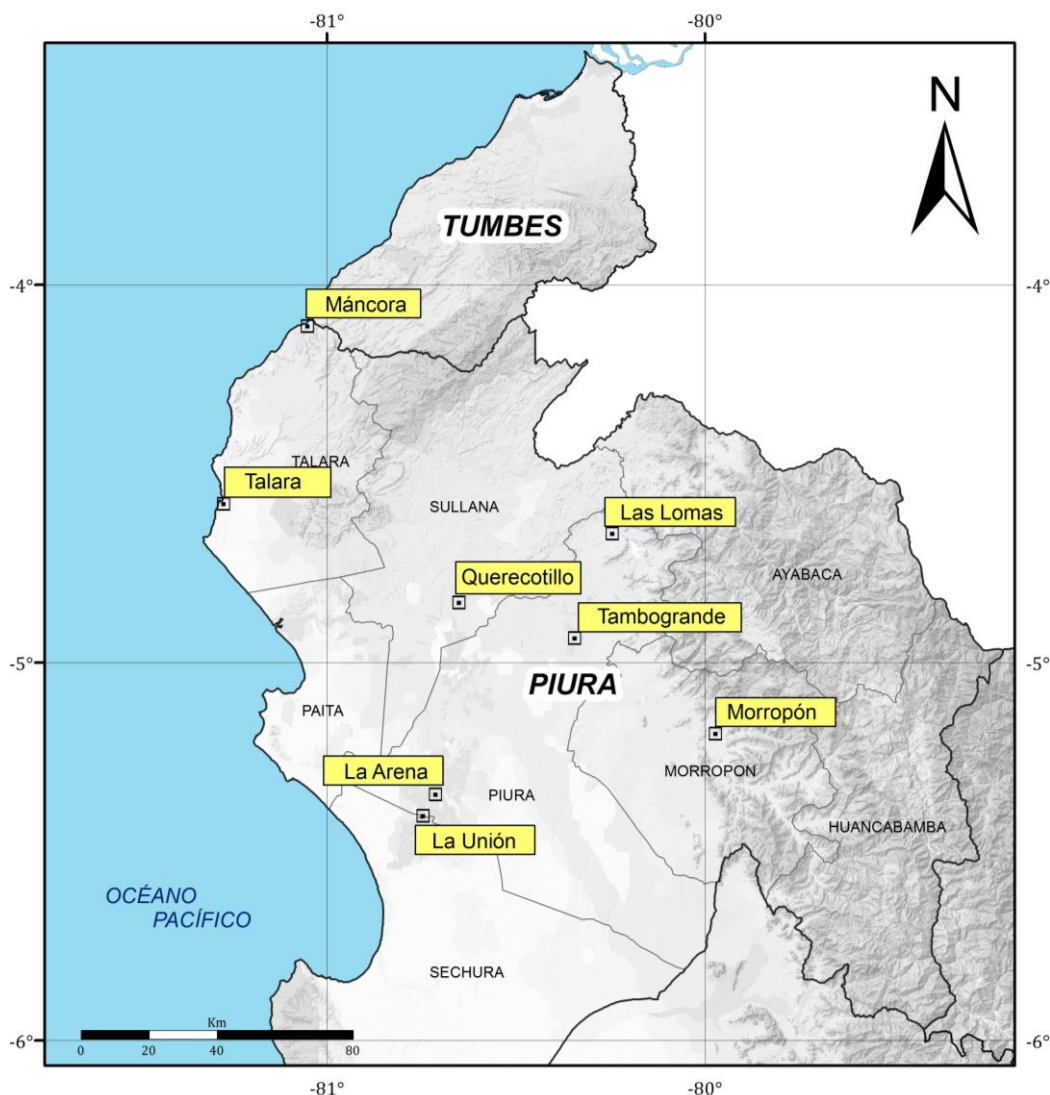 -81°
-80°
N
TUMBES
-4°
-4°
Máncora
TALARA
Talara
SULLANA
Las Lomas
Querecotillo
AYABACA
Tambogrande
-5°
-5°
PIURA
PAITA
Morropón
La Arena
MORROPON
PIURA
La Unión
HUANCABAMBA
OCÉANO
PACÍFICO
SECHURA
Km
0 20 40 80
-6°
-6°
-81°
-80°